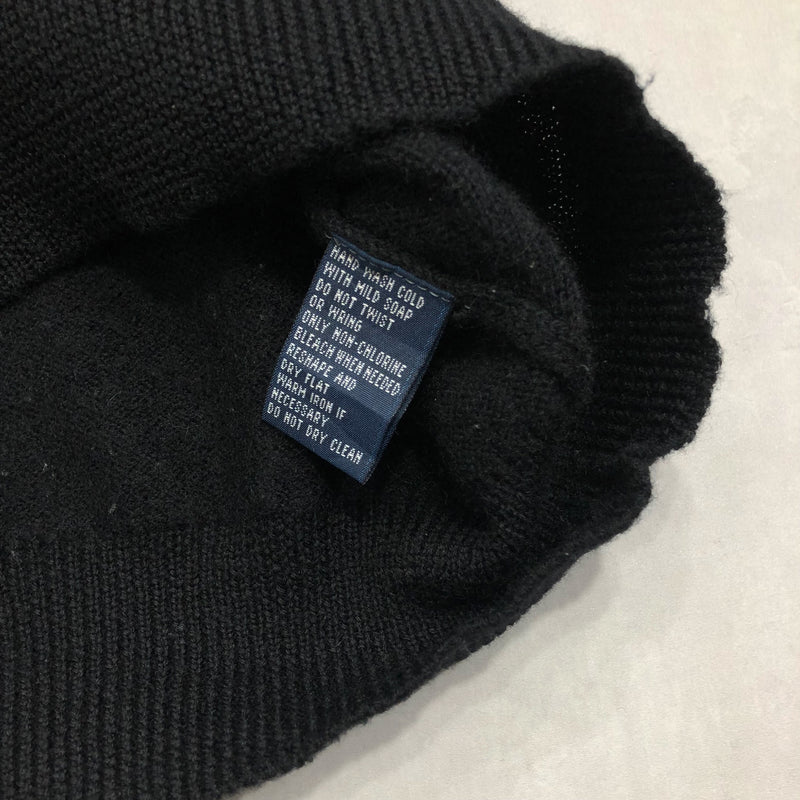 HAND WASH COLD
WITH MILD SOAP
DO NOT TWIST
OR WRING
ONLY NON-CHLORINE
BLEACH WHEN NEEDED
RESHAPE AND
DRY FLAT
WARM IRON IF
NECESSARY
DO NOT DRY CLEAN